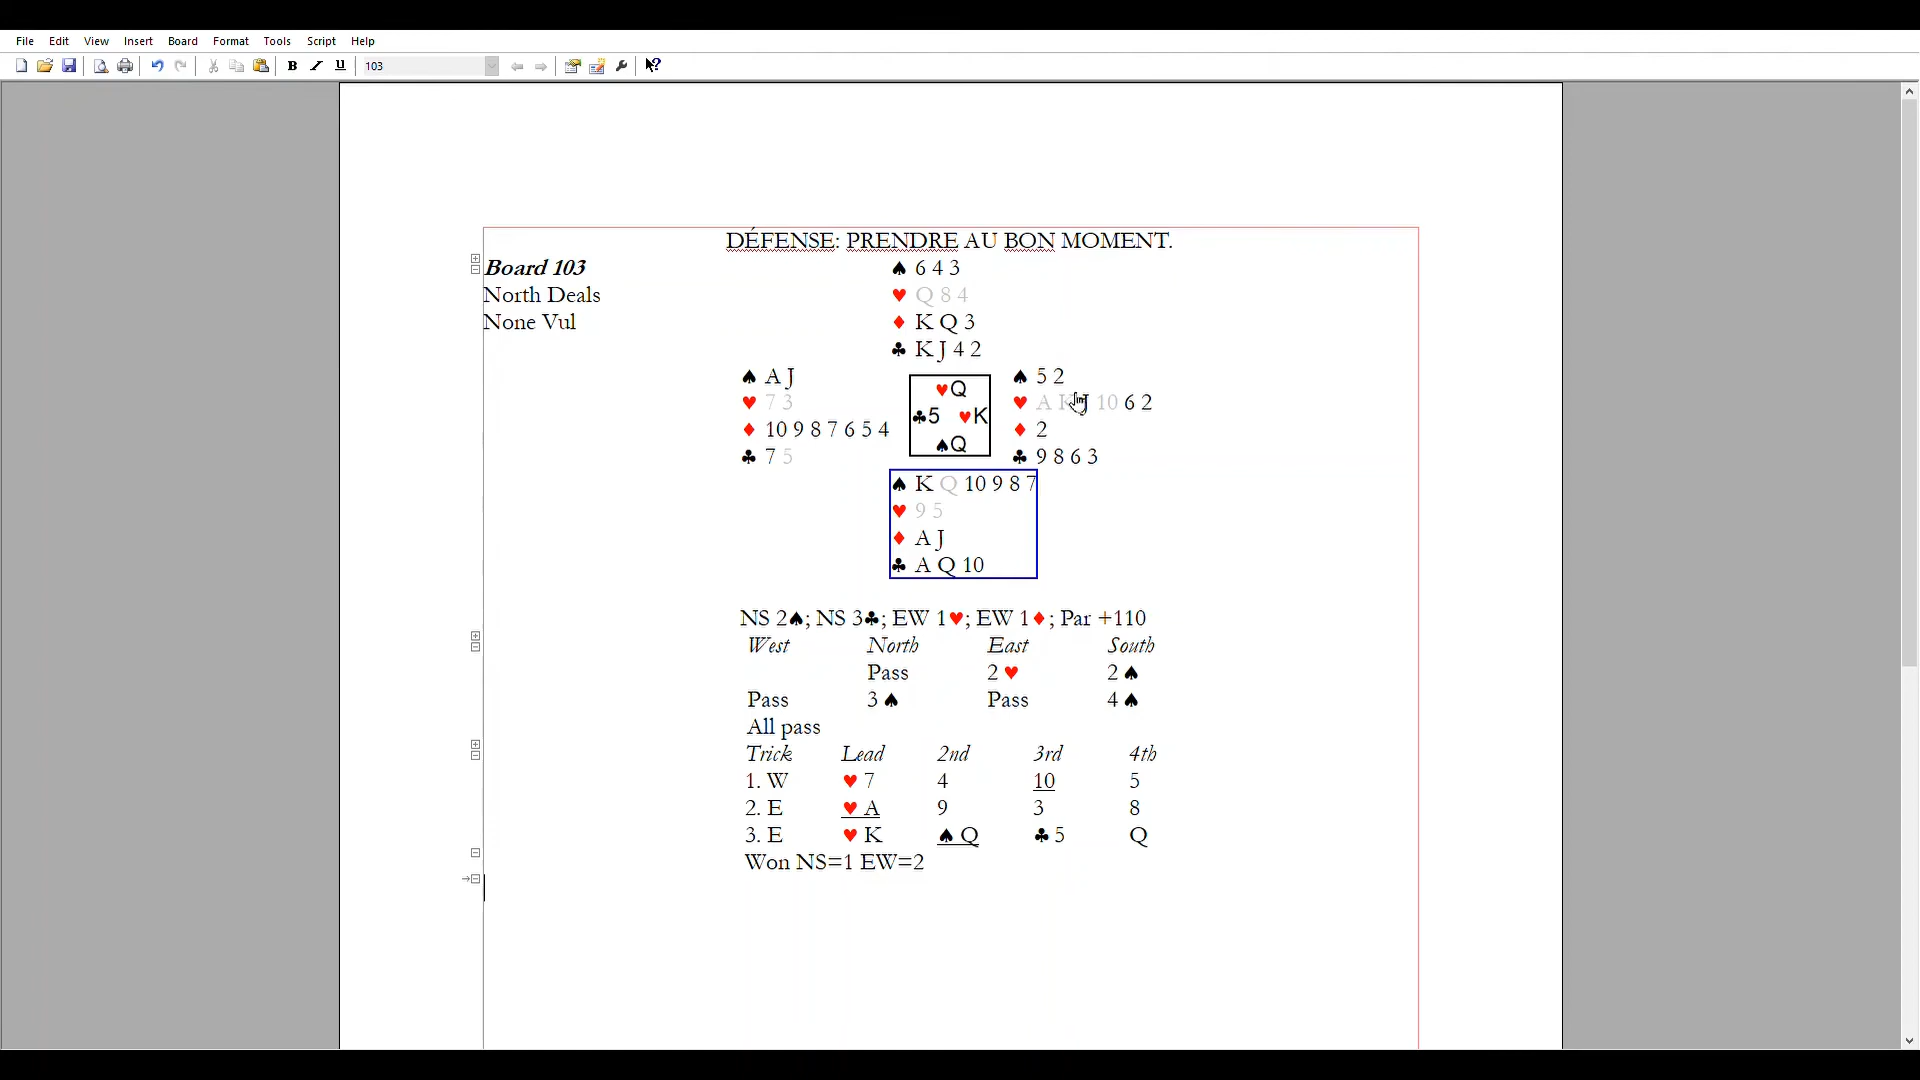 File Edit View Insert Board Format Tools Script Help
B I U 103
DÉFENSE: PRENDRE AU BON MOMENT.
Board 103
North Deals
None Vul
♠ 6 4 3
♥ Q 8 4
♦ K Q 3
♣ K J 4 2
♠ A J
♥ 7 3
♦ 10 9 8 7 6 5 4
♣ 7 5
♥Q
♣5 ♥K
♠Q
♠ 5 2
♥ A K J 10 6 2
♦ 2
♣ 9 8 6 3
♠ K Q 10 9 8 7
♥ 9 5
♦ A J
♣ A Q 10
NS 2♠; NS 3♣; EW 1♥; EW 1♦; Par +110
West North East South
Pass 2 ♥ 2 ♠
Pass 3 ♠ Pass 4 ♠
All pass
Trick Lead 2nd 3rd 4th
1. W ♥ 7 4 10 5
2. E ♥ A 9 3 8
3. E ♥ K ♠ Q ♣ 5 Q
Won NS=1 EW=2